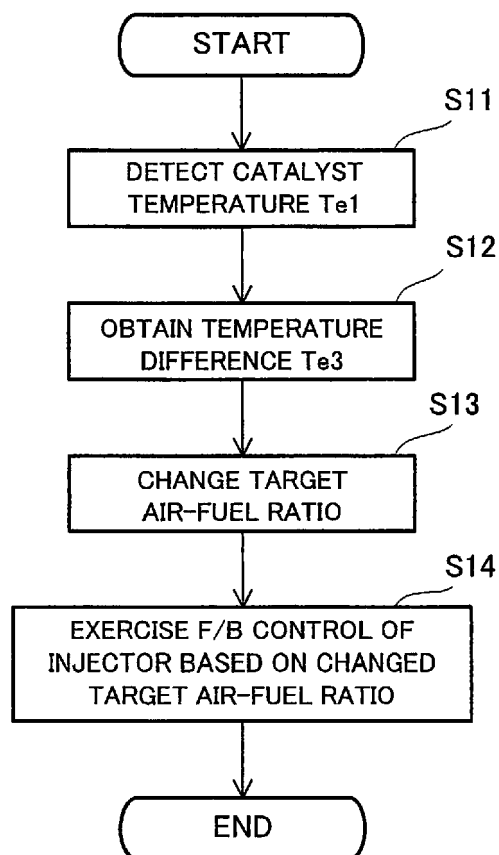 START
S11
DETECT CATALYST
TEMPERATURE Te1
S12
OBTAIN TEMPERATURE
DIFFERENCE Te3
S13
CHANGE TARGET
AIR-FUEL RATIO
S14
EXERCISE F/B CONTROL OF
INJECTOR BASED ON CHANGED
TARGET AIR-FUEL RATIO
END